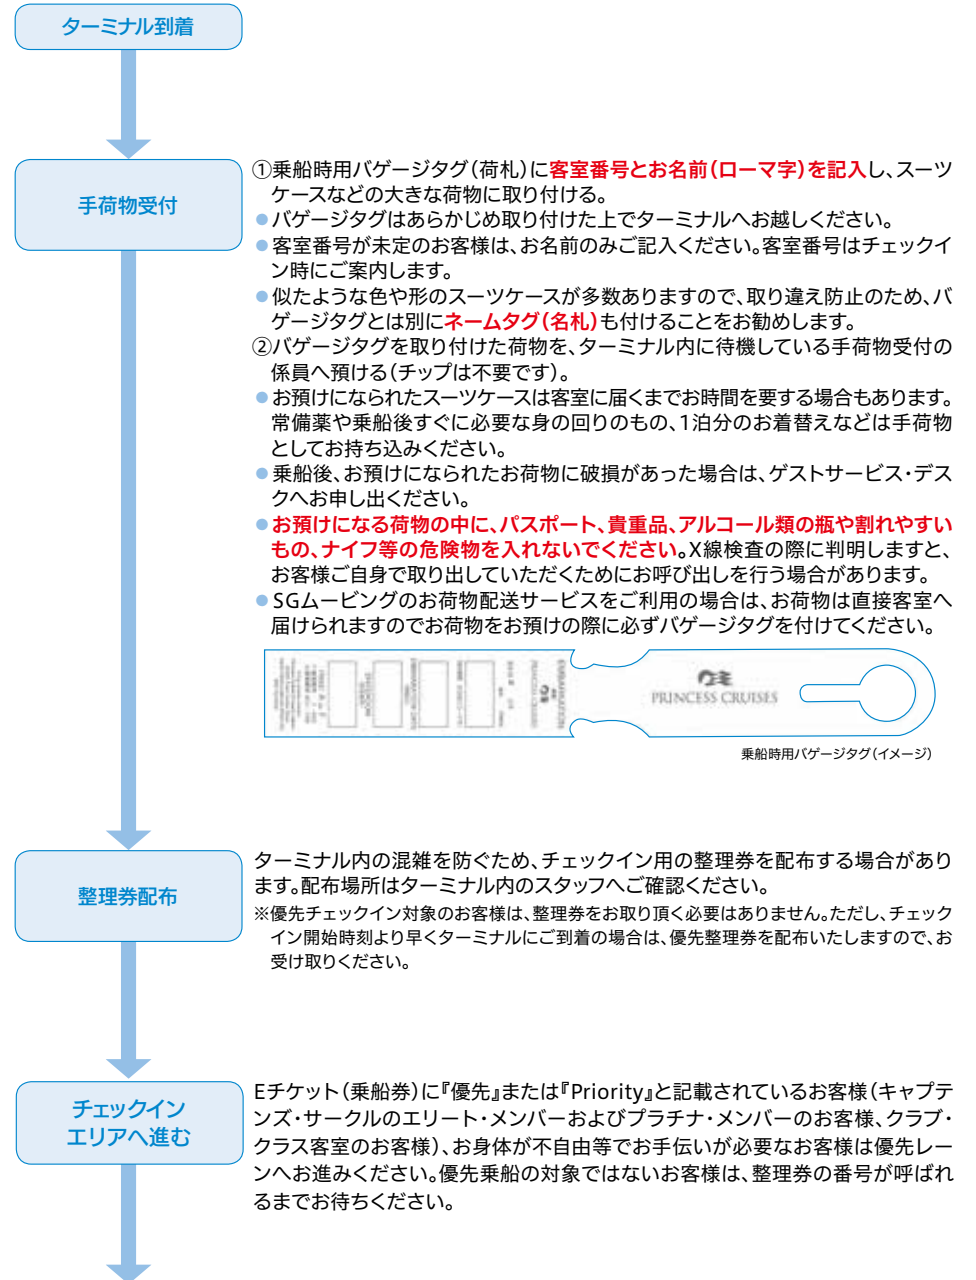 ターミナル到着
手荷物受付
①乗船時用バゲージタグ(荷札)に客室番号とお名前(ローマ字)を記入し、スーツ
ケースなどの大きな荷物に取り付ける。
●バゲージタグはあらかじめ取り付けた上でターミナルへお越しください。
●客室番号が未定のお客様は、お名前のみご記入ください。客室番号はチェックイ
ン時にご案内します。
●似たような色や形のスーツケースが多数ありますので、取り違え防止のため、バ
ゲージタグとは別にネームタグ(名札)も付けることをお勧めします。
②バゲージタグを取り付けた荷物を、ターミナル内に待機している手荷物受付の
係員へ預ける(チップは不要です)。
●お預けになられたスーツケースは客室に届くまでお時間を要する場合もあります。
常備薬や乗船後すぐに必要な身の回りのもの、1泊分のお着替えなどは手荷物
としてお持ち込みください。
●乗船後、お預けになられたお荷物に破損があった場合は、ゲストサービス・デス
クへお申し出ください。
●お預けになる荷物の中に、パスポート、貴重品、アルコール類の瓶や割れやすい
もの、ナイフ等の危険物を入れないでください。X線検査の際に判明しますと、
お客様ご自身で取り出していただくためにお呼び出しを行う場合があります。
●SGムービングのお荷物配送サービスをご利用の場合は、お荷物は直接客室へ
届けられますのでお荷物をお預けの際に必ずバゲージタグを付けてください。
PRINCESS CRUISES
乗船時用バゲージタグ(イメージ)
整理券配布
ターミナル内の混雑を防ぐため、チェックイン用の整理券を配布する場合があり
ます。配布場所はターミナル内のスタッフへご確認ください。
※優先チェックイン対象のお客様は、整理券をお取り頂く必要はありません。ただし、チェック
イン開始時刻より早くターミナルにご到着の場合は、優先整理券を配布いたしますので、お
受け取りください。
チェックイン
エリアへ進む
Eチケット(乗船券)に『優先』または『Priority』と記載されているお客様(キャプテ
ンズ・サークルのエリート・メンバーおよびプラチナ・メンバーのお客様、クラブ・
クラス客室のお客様)、お身体が不自由等でお手伝いが必要なお客様は優先レー
ンへお進みください。優先乗船の対象ではないお客様は、整理券の番号が呼ばれ
るまでお待ちください。